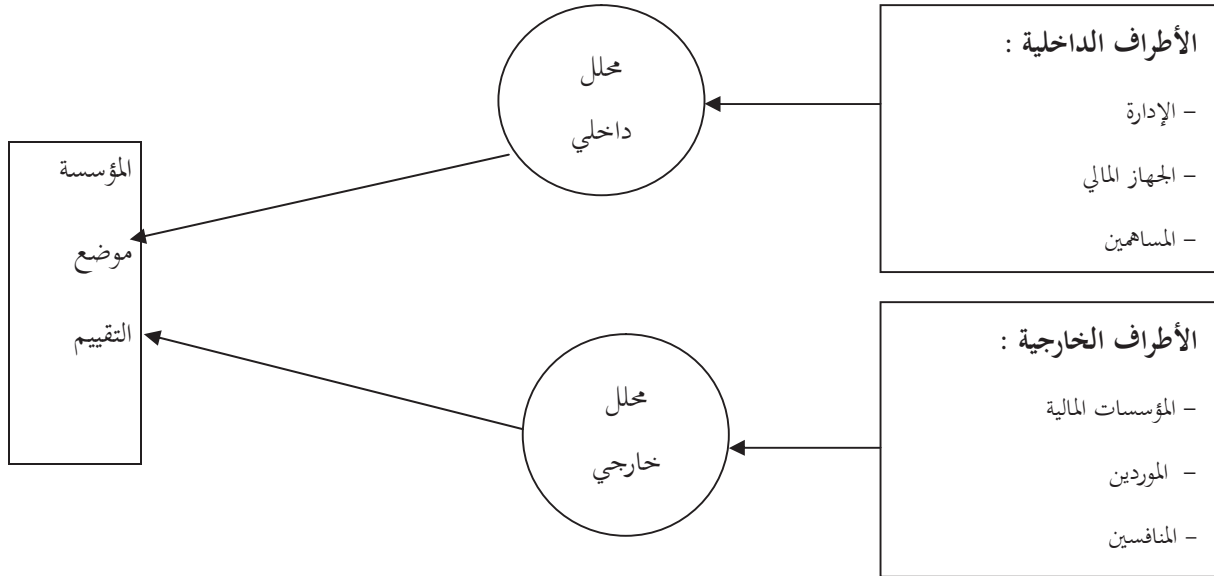 الأطراف الداخلية :
– الإدارة
– الجهاز المالي
– المساهمين
محلل
داخلي
المؤسسة
موضع
التقييم
الأطراف الخارجية :
– المؤسسات المالية
– الموردين
– المنافسين
محلل
خارجي